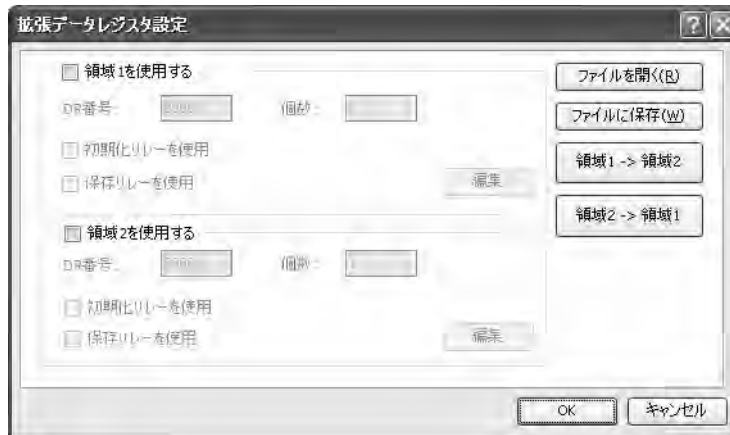 拡張データレジスタ設定
領域1を使用する
DR番号:
個数:
初期化リレーを使用
保存リレーを使用
編集
領域2を使用する
DR番号:
個数:
初期化リレーを使用
保存リレーを使用
編集
ファイルを開く(R)
ファイルに保存(W)
領域1 -> 領域2
領域2 -> 領域1
OK
キャンセル